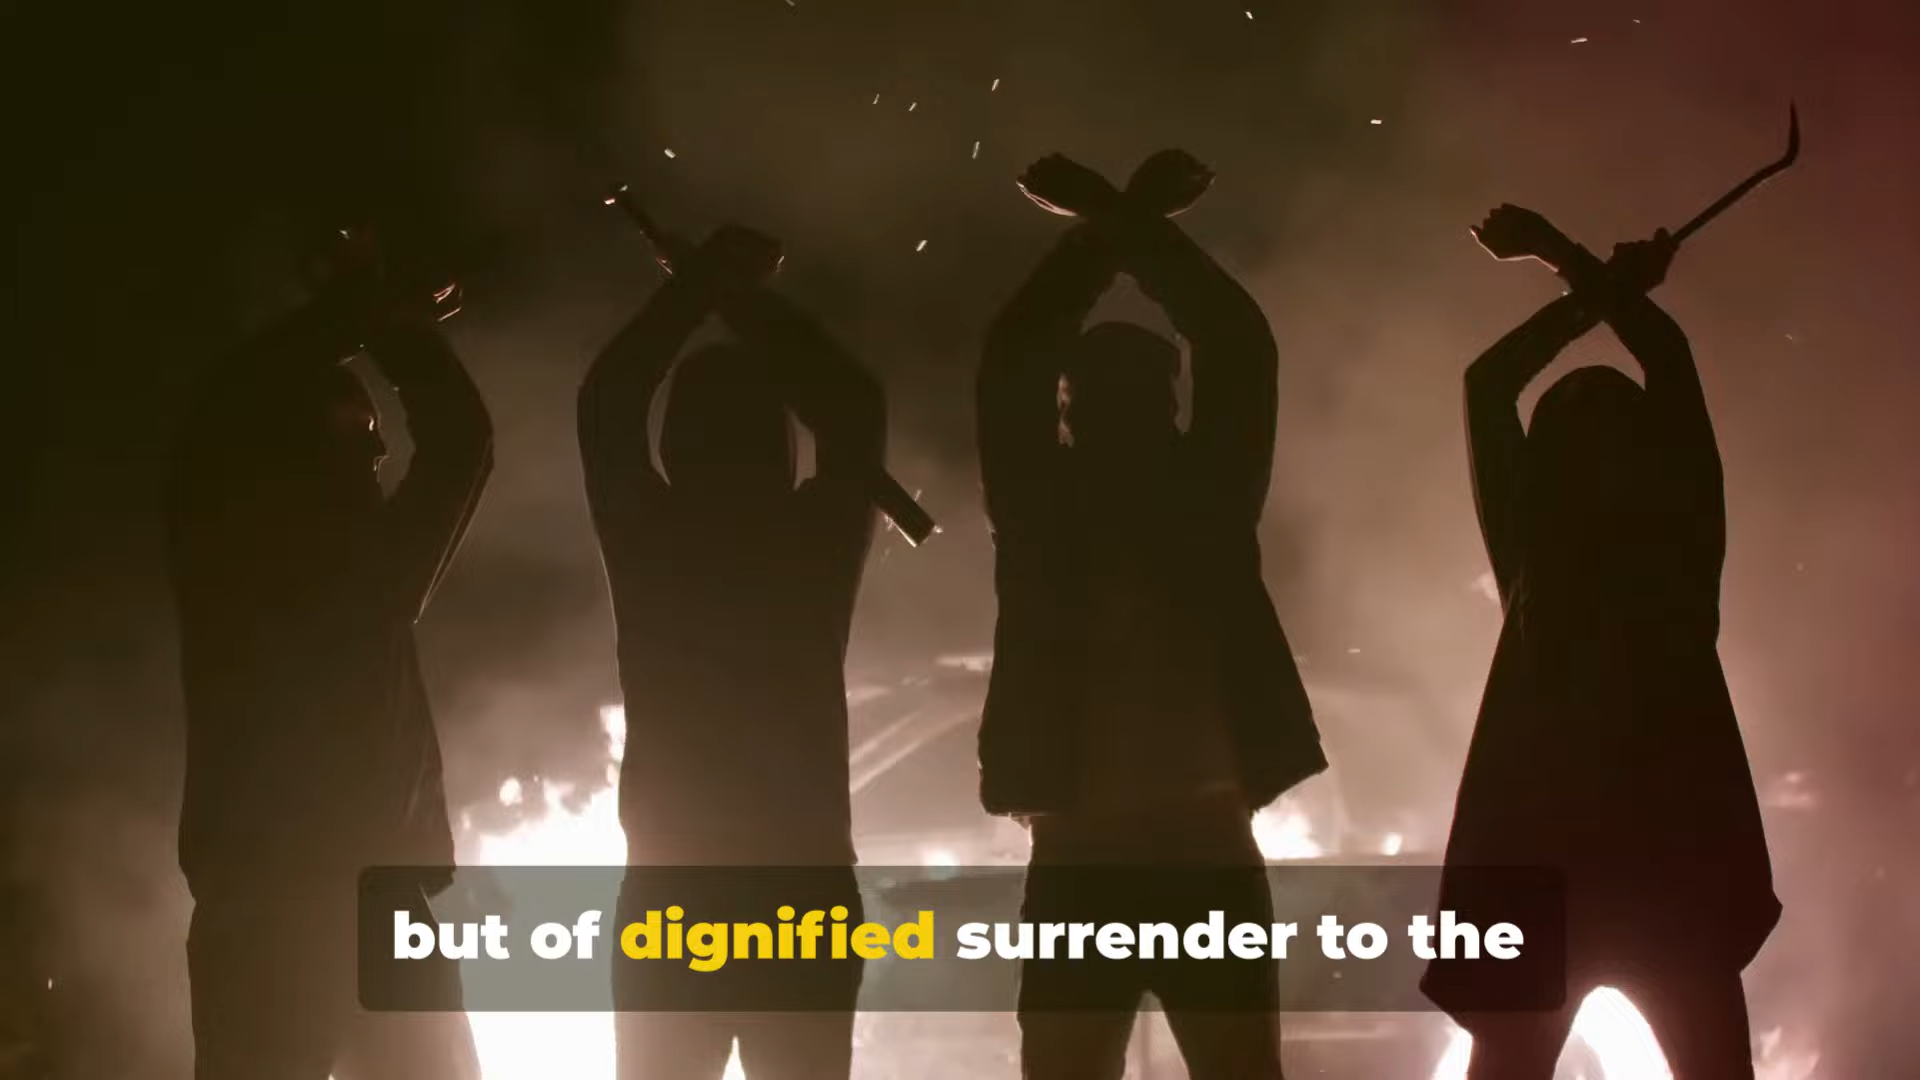 but of dignified surrender to the